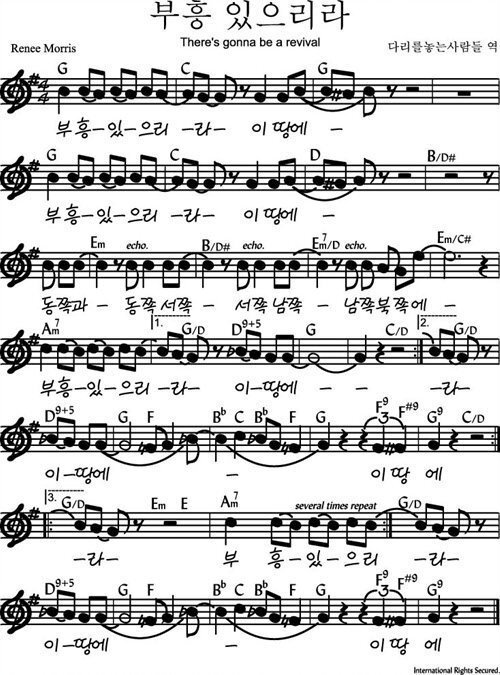 부흥 있으리라
There's gonna be a revival
Renee Morris 다리를놓는사람들 역
G C G
부흥-있-으리 -라- 이 땅에 -
G C G D B/D#
부흥-있-으리 -라- 이땅에 -
Em echo. B/D# echo. Em7/D echo. Em/C#
동쪽과 - 동쪽 서쪽 - 서쪽 남쪽 - 남쪽북쪽에 -
Am7 1. G/D D9+5 G C/D 2. G/D
부흥-있-으리 -라- 이-땅에- - -라-
D9+5 G F Bb C Bb F G F9 F#9 G9 C/D
3
이-땅에 - 이 땅 에
3. G/D Em E Am7 several times repeat G/D
-라- 부 흥-있-으리 -라-
D9+5 G F Bb C Bb F G F9 F#9 G9
3
이-땅에 - 이 땅 에
International Rights Secured.